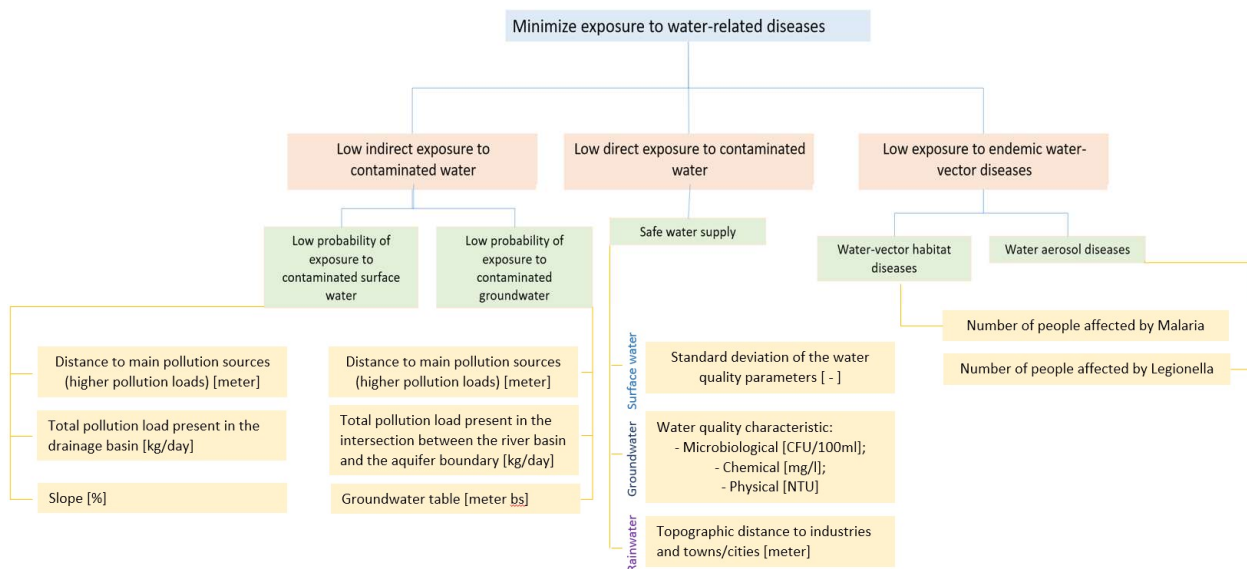 Minimize exposure to water-related diseases
Low indirect exposure to
contaminated water
Low direct exposure to contaminated
water
Low exposure to endemic water-
vector diseases
Low probability of
exposure to
contaminated surface
water
Low probability of
exposure to
contaminated
groundwater
Safe water supply
Water-vector habitat
diseases
Water aerosol diseases
Distance to main pollution sources
(higher pollution loads) [meter]
Total pollution load present in the
drainage basin [kg/day]
Slope [%]
Distance to main pollution sources
(higher pollution loads) [meter]
Total pollution load present in the
intersection between the river basin
and the aquifer boundary [kg/day]
Groundwater table [meter bs]
Surface water
Standard deviation of the water
quality parameters [ - ]
Groundwater
Water quality characteristic:
- Microbiological [CFU/100ml];
- Chemical [mg/l];
- Physical [NTU]
Rainwater
Topographic distance to industries
and towns/cities [meter]
Number of people affected by Malaria
Number of people affected by Legionella